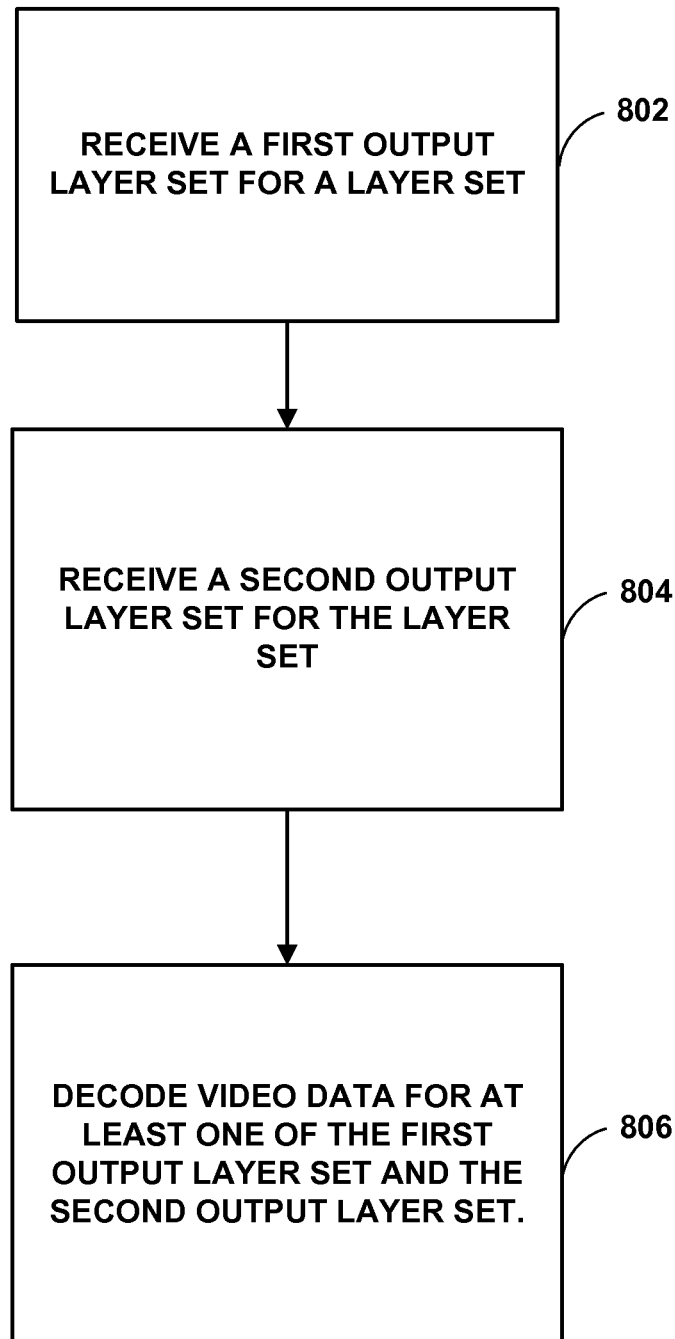 RECEIVE A FIRST OUTPUT
LAYER SET FOR A LAYER SET
802
RECEIVE A SECOND OUTPUT
LAYER SET FOR THE LAYER
SET
804
DECODE VIDEO DATA FOR AT
LEAST ONE OF THE FIRST
OUTPUT LAYER SET AND THE
SECOND OUTPUT LAYER SET.
806